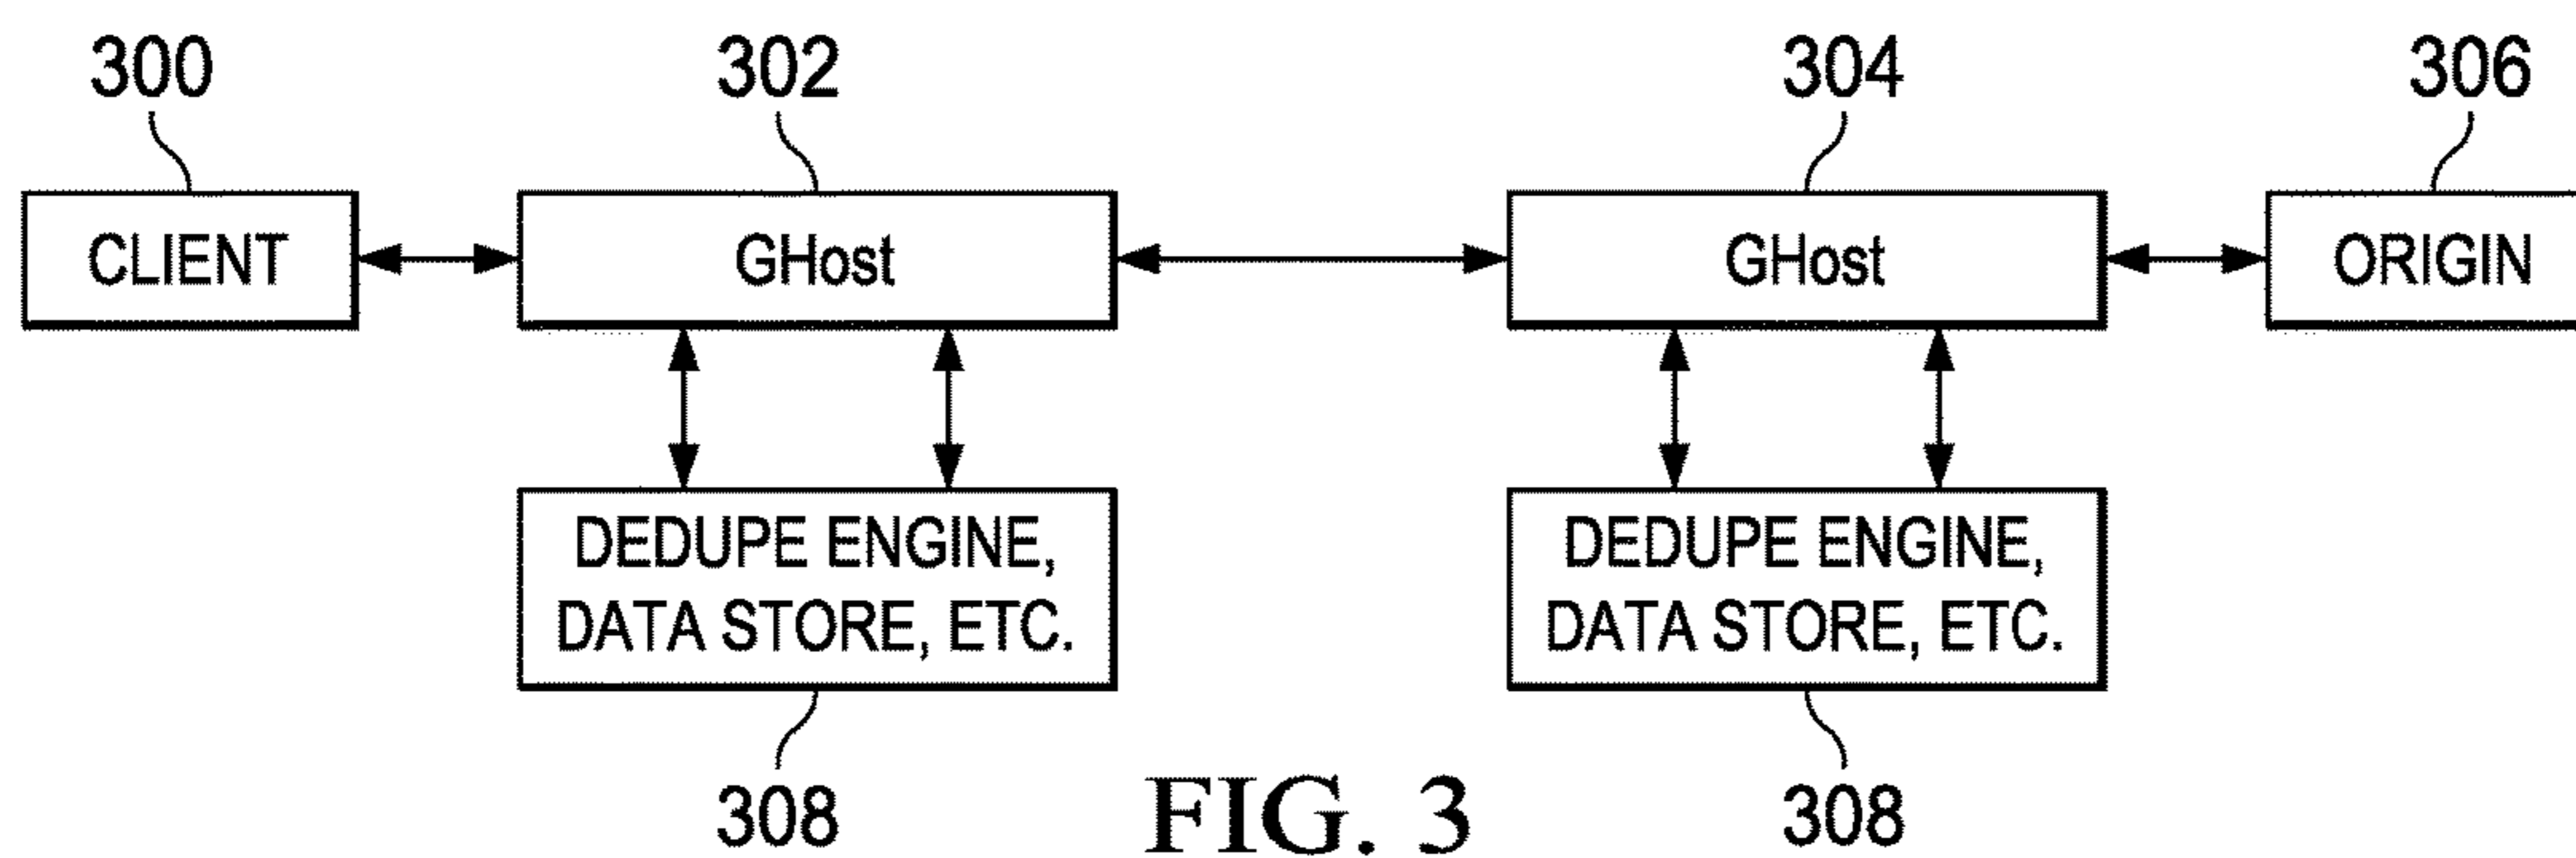 300
302
304
306
CLIENT
GHost
GHost
ORIGIN
DEDUPE ENGINE,
DATA STORE, ETC.
DEDUPE ENGINE,
DATA STORE, ETC.
308
FIG. 3
308